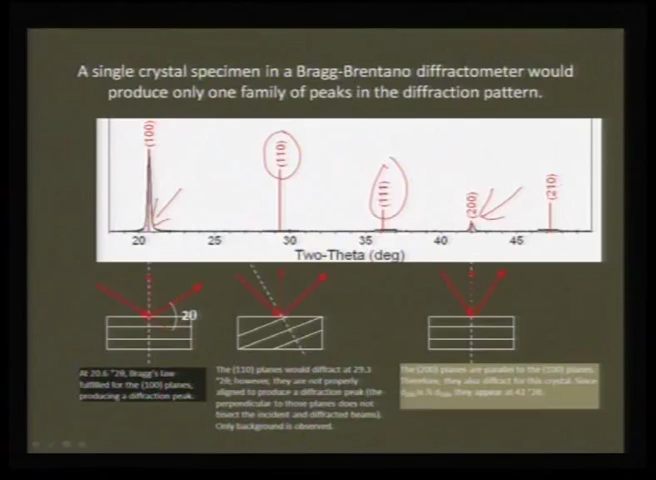 A single crystal specimen in a Bragg-Brentano diffractometer would
produce only one family of peaks in the diffraction pattern.
(100)
(110)
(111)
(200)
(210)
20 25 30 35 40 45
Two-Theta (deg)
2θ
At 20.6 °2θ, Bragg's law
fulfilled for the (100) planes,
producing a diffraction peak.
The (110) planes would diffract at 29.3
°2θ; however, they are not properly
aligned to produce a diffraction peak (the
perpendicular to those planes does not
bisect the incident and diffracted beams).
Only background is observed.
The (200) planes are parallel to the (100) planes.
Therefore, they also diffract for this crystal. Since
they appear at 42 °2θ.